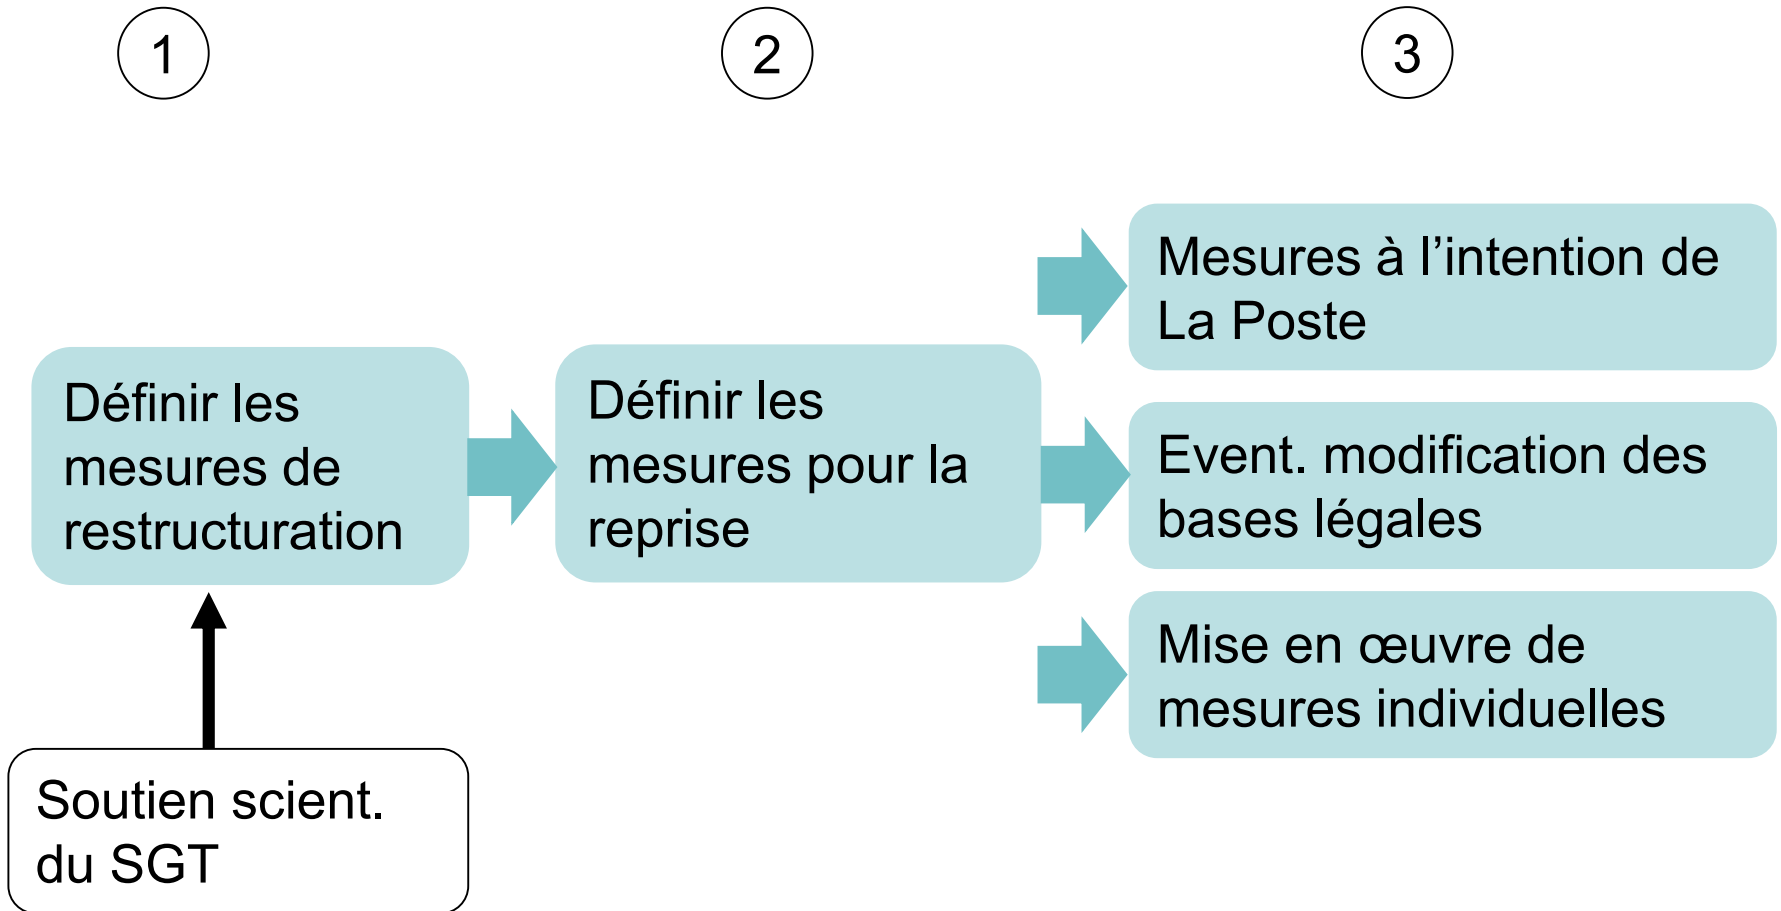 1
2
3
Définir les
mesures de
restructuration
Définir les
mesures pour la
reprise
Mesures à l’intention de
La Poste
Event. modification des
bases légales
Mise en œuvre de
mesures individuelles
Soutien scient.
du SGT